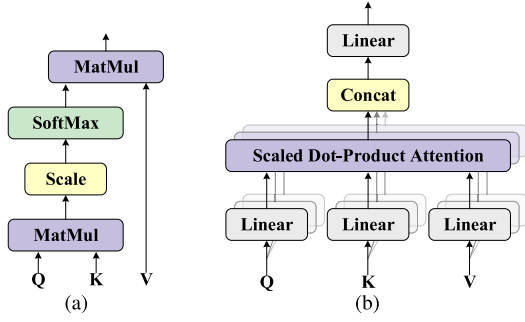 MatMul
SoftMax
Scale
MatMul
Q K V
(a)
Linear
Concat
Scaled Dot-Product Attention
Linear Linear Linear
Q K V
(b)